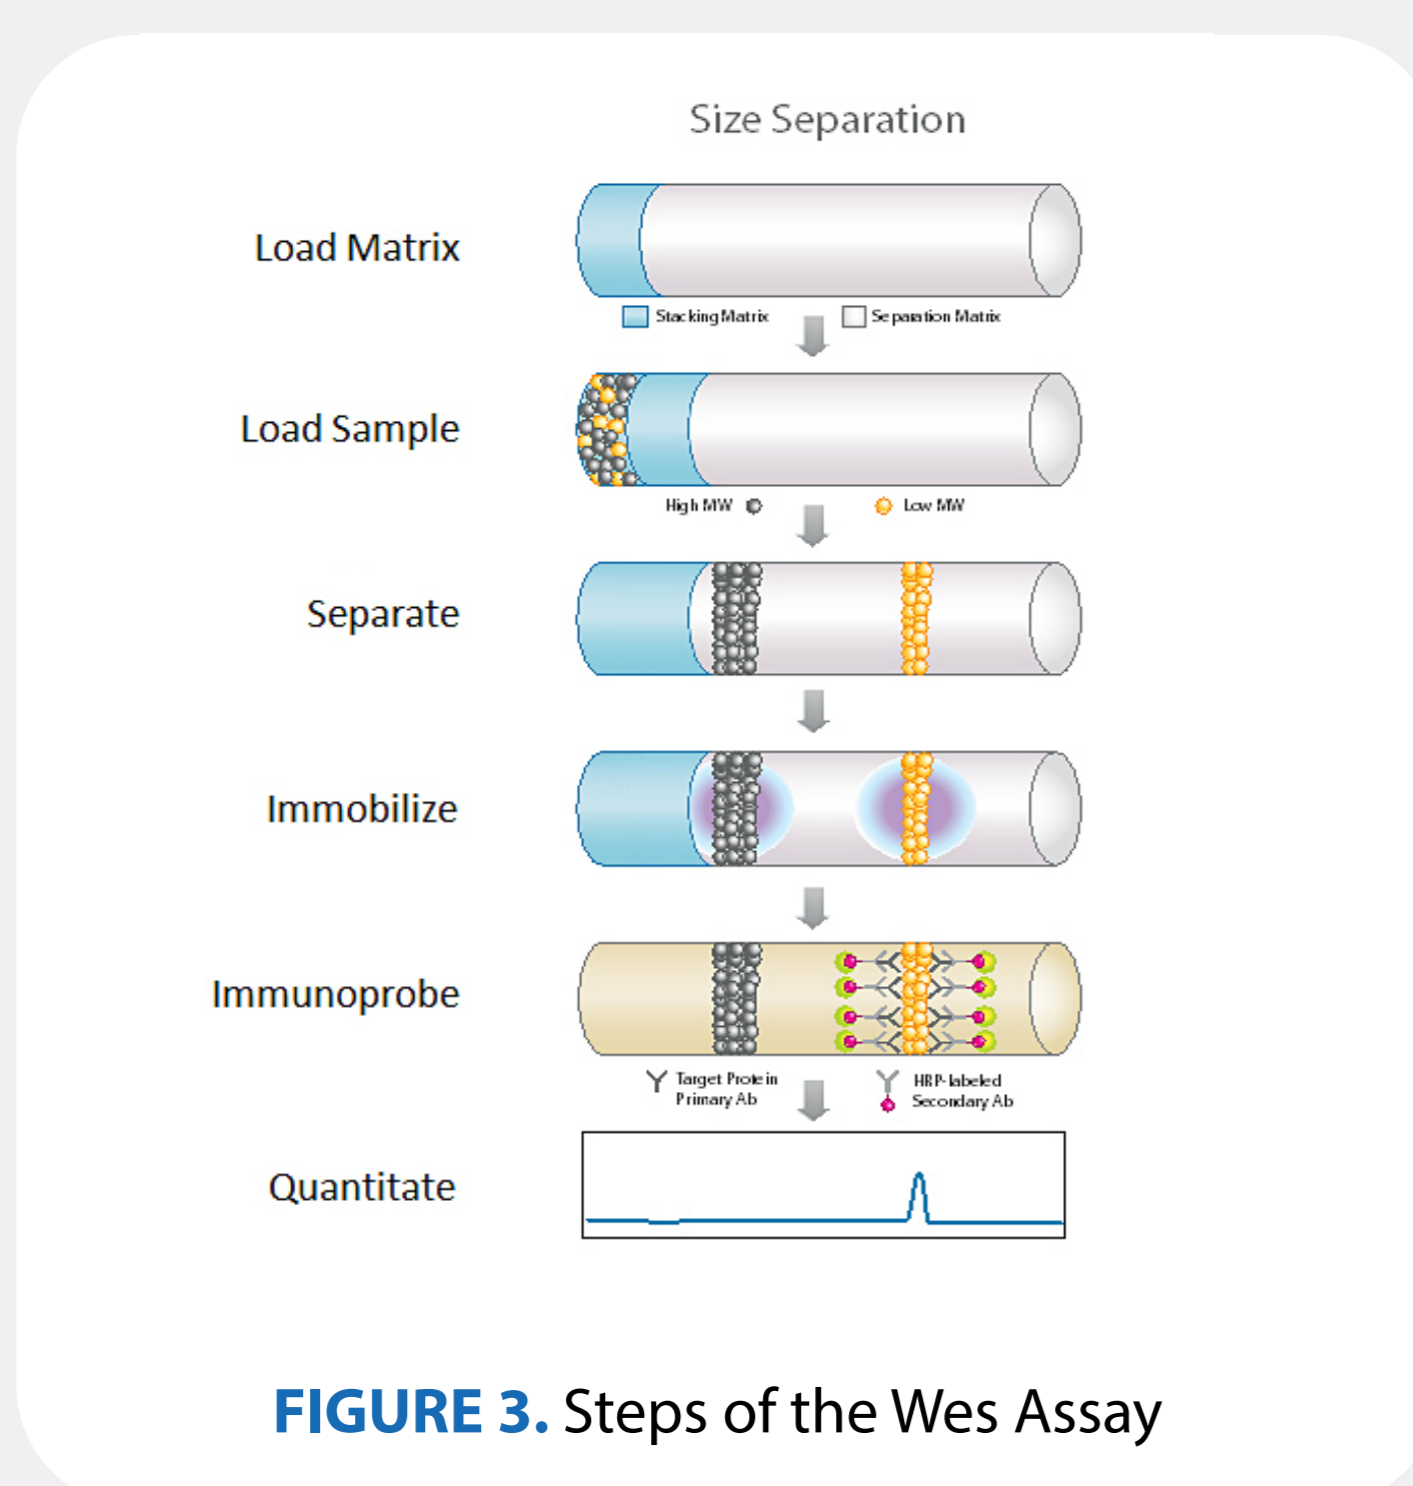 Size Separation
Load Matrix
Stacking Matrix
Separation Matrix
Load Sample
High MW
Low MW
Separate
Immobilize
Immunoprobe
Target Protein
Primary Ab
HRP-labeled
Secondary Ab
Quantitate
FIGURE 3. Steps of the Wes Assay